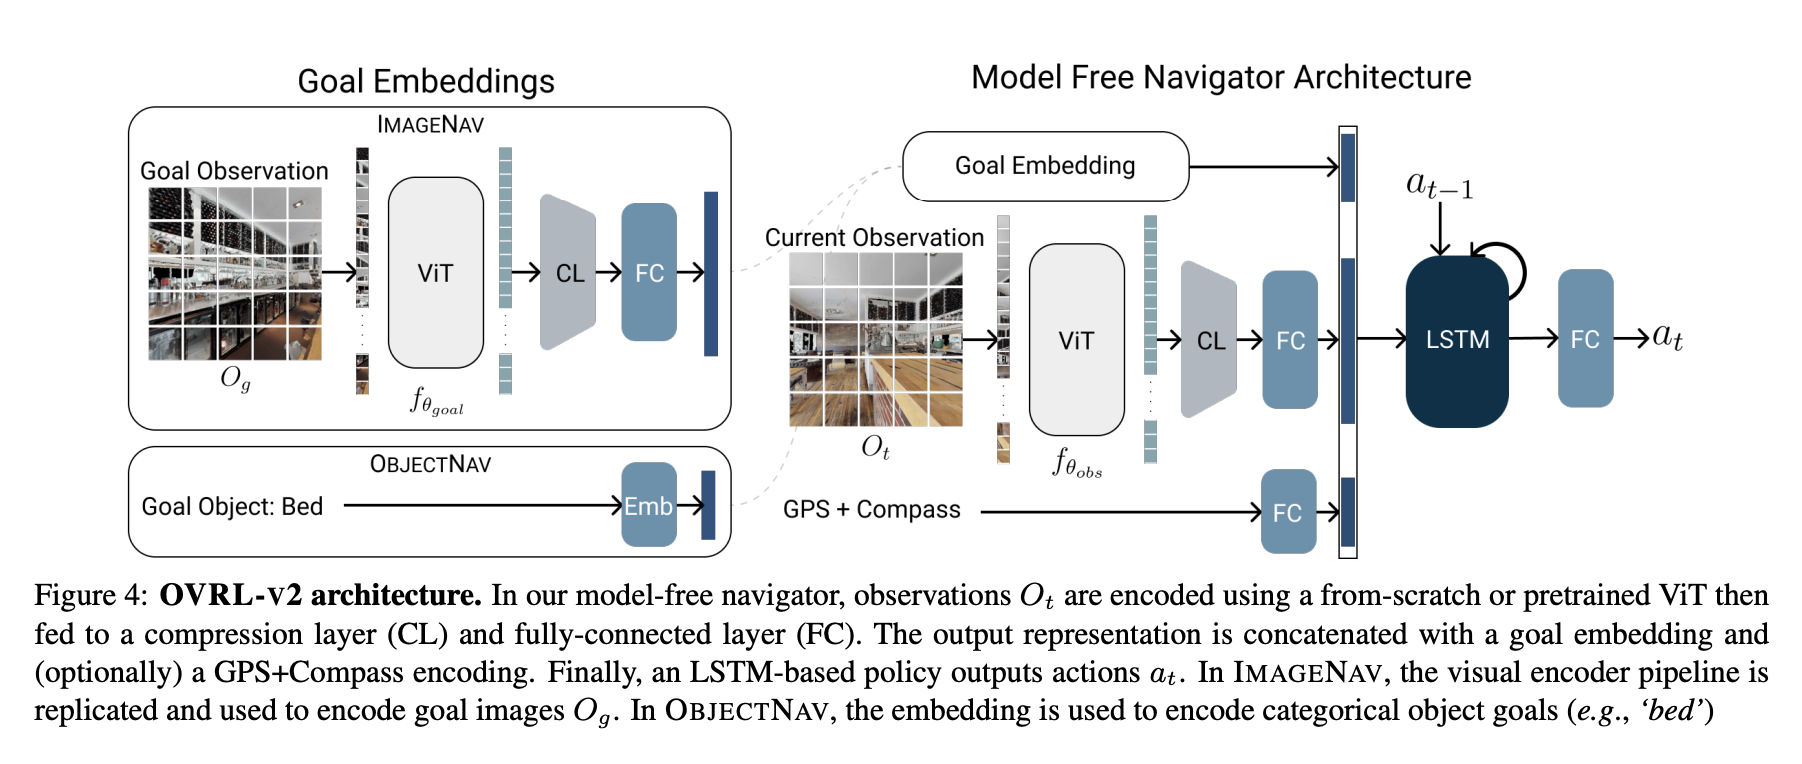 Goal Embeddings
IMAGENAV
Goal Observation
ViT
CL
FC
O_g
f_{θ_{goal}}
OBJECTNAV
Goal Object: Bed
Emb
Model Free Navigator Architecture
Goal Embedding
a_{t−1}
Current Observation
ViT
CL
FC
LSTM
FC
a_t
O_t
f_{θ_{obs}}
GPS + Compass
FC
Figure 4: OVRL-V2 architecture. In our model-free navigator, observations O_t are encoded using a from-scratch or pretrained ViT then
fed to a compression layer (CL) and fully-connected layer (FC). The output representation is concatenated with a goal embedding and
(optionally) a GPS+Compass encoding. Finally, an LSTM-based policy outputs actions a_t. In IMAGENAV, the visual encoder pipeline is
replicated and used to encode goal images O_g. In OBJECTNAV, the embedding is used to encode categorical object goals (e.g., ‘bed’)